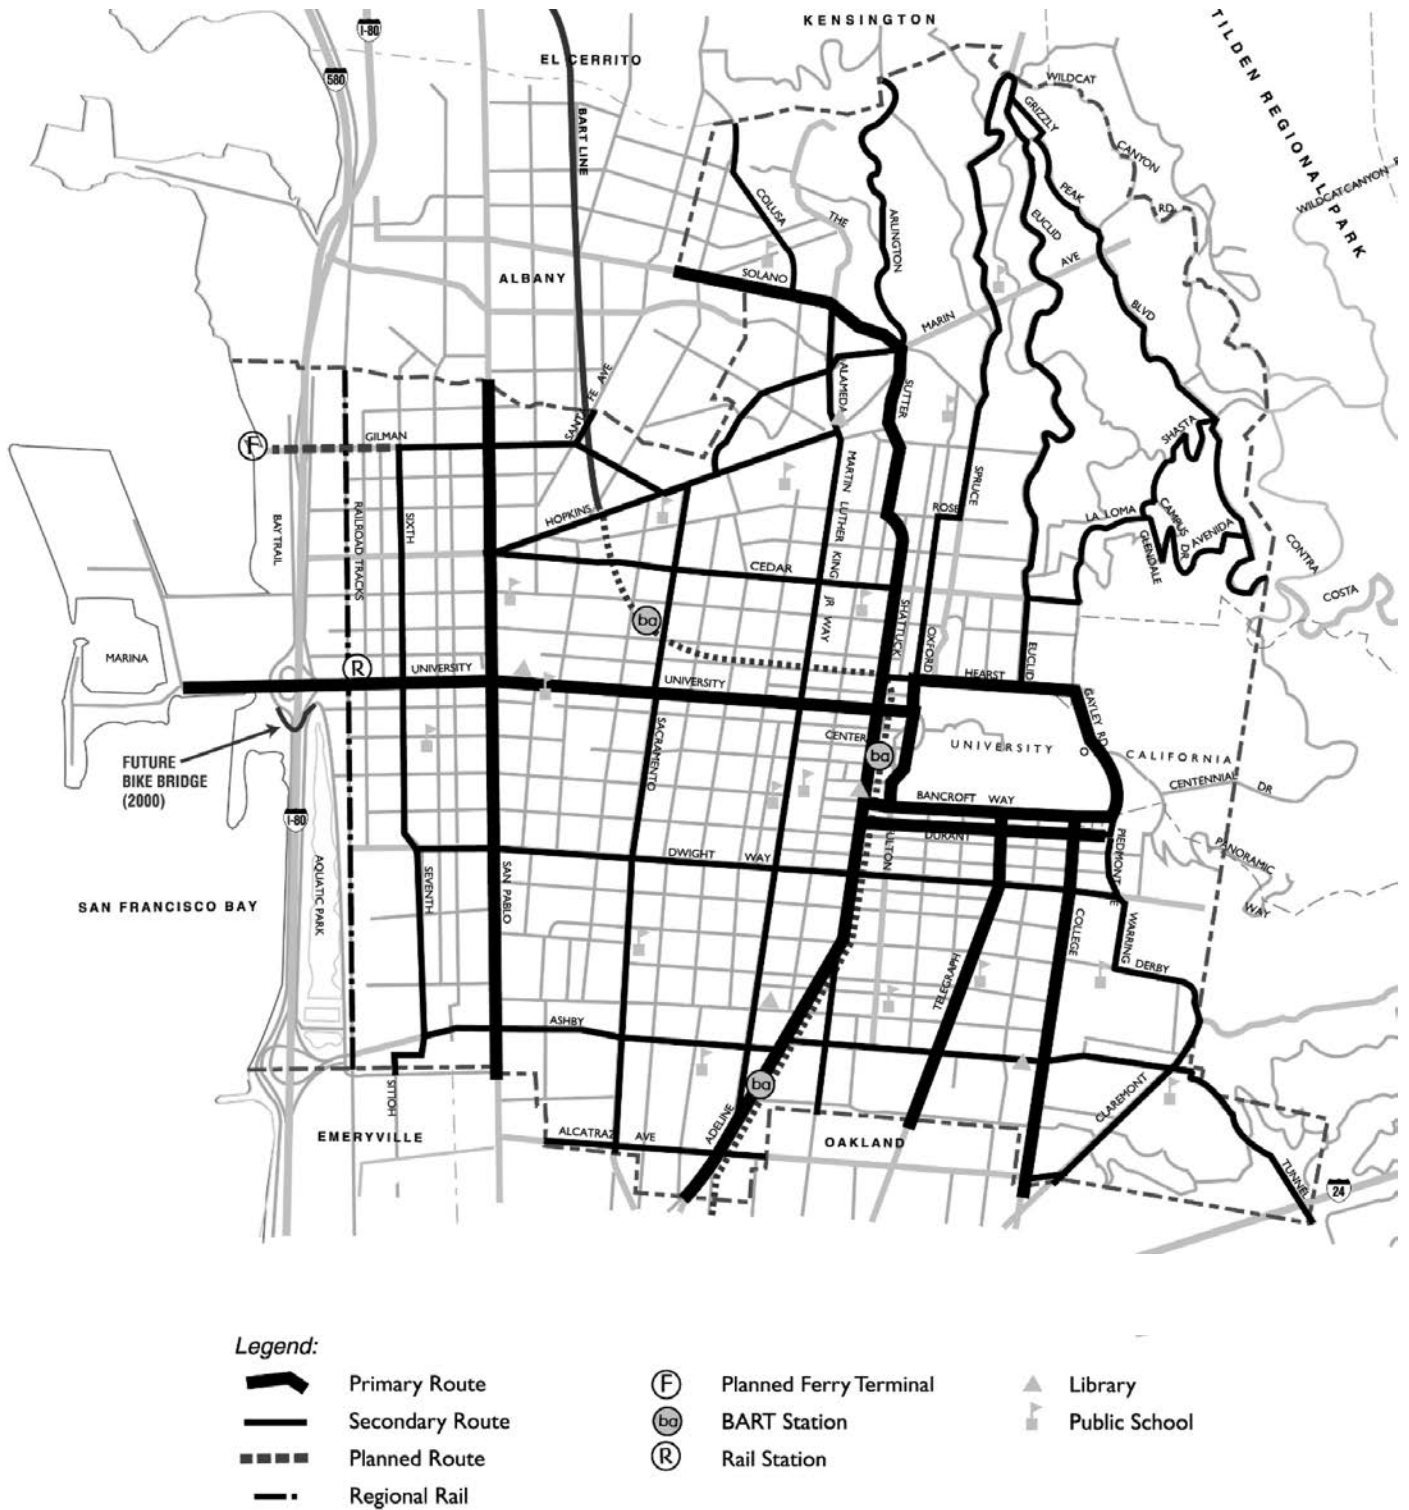 KENSINGTON
TILDEN REGIONAL PARK
I-80
EL CERRITO
580
WILDCAT
GRIZZLY
BART LINE
CANYON
WILDCAT CANYON
PEAK
RD.
COLUSA
THE
ARLINGTON
EUCLID
AVE
SOLANO
ALBANY
BLVD
MARIN
SANTA FE AVE
ALAMEDA
SUTTER
SHASTA
F
GILMAN
MARTIN LUTHER KING JR WAY
SPRUCE
ROSE
HOPKINS
LA LOMA
CAMPUS DR
AVENIDA
GLENDALE
BAY TRAIL
RAILROAD TRACKS
SIXTH
CONTRA
COSTA
CEDAR
ba
SHATTUCK
OXFORD
EUCLID
MARINA
R
UNIVERSITY
UNIVERSITY
HEARST
GAYLEY RD
SACRAMENTO
CENTER
ba
UNIVERSITY
O
CALIFORNIA
FUTURE
BIKE BRIDGE
(2000)
CENTENNIAL DR
BANCROFT WAY
I-80
DURANT
PIEDMONT
PANORAMIC
WAY
AQUATIC PARK
SEVENTH
SAN PABLO
DWIGHT WAY
SAN FRANCISCO BAY
COLLEGE
WARRING
DERBY
TELEGRAPH
ASHBY
HOLLIS
ba
CLAREMONT
ADELINE
EMERYVILLE
ALCATRAZ AVE
OAKLAND
TUNNEL
24
Legend:
Primary Route
Secondary Route
Planned Route
Regional Rail
F Planned Ferry Terminal
ba BART Station
R Rail Station
Library
Public School